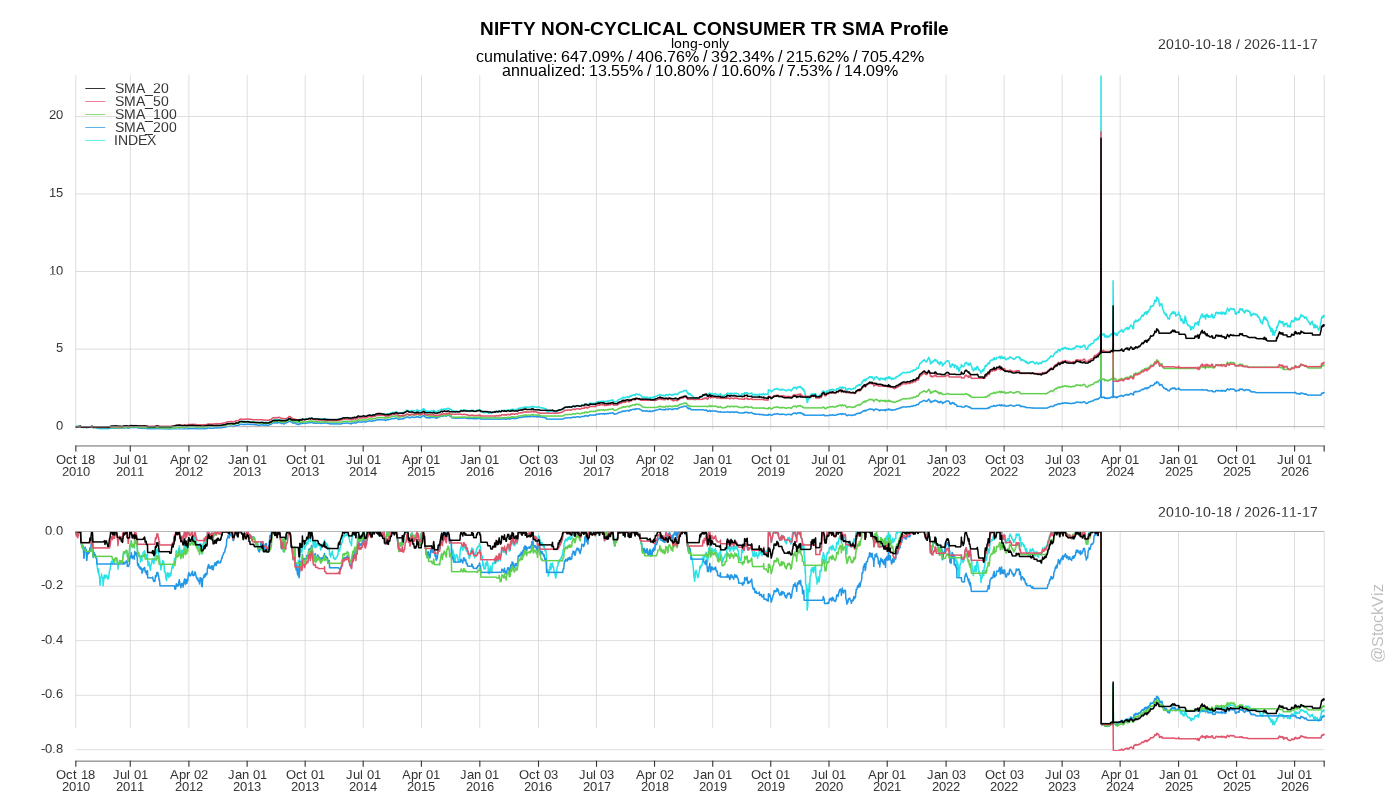 NIFTY NON-CYCLICAL CONSUMER TR SMA Profile
long-only
cumulative: 647.09% / 406.76% / 392.34% / 215.62% / 705.42%
annualized: 13.55% / 10.80% / 10.60% / 7.53% / 14.09%
2010-10-18 / 2026-11-17
SMA_20
SMA_50
SMA_100
SMA_200
INDEX
20
15
10
5
0
Oct 18 Jul 01 Apr 02 Jan 01 Oct 01 Jul 01 Apr 01 Jan 01 Oct 03 Jul 03 Apr 02 Jan 01 Oct 01 Jul 01 Apr 01 Jan 03 Oct 03 Jul 03 Apr 01 Jan 01 Oct 01 Jul 01
2010 2011 2012 2013 2013 2014 2015 2016 2016 2017 2018 2019 2019 2020 2021 2022 2022 2023 2024 2025 2025 2026
2010-10-18 / 2026-11-17
0.0
-0.2
-0.4
-0.6
-0.8
Oct 18 Jul 01 Apr 02 Jan 01 Oct 01 Jul 01 Apr 01 Jan 01 Oct 03 Jul 03 Apr 02 Jan 01 Oct 01 Jul 01 Apr 01 Jan 03 Oct 03 Jul 03 Apr 01 Jan 01 Oct 01 Jul 01
2010 2011 2012 2013 2013 2014 2015 2016 2016 2017 2018 2019 2019 2020 2021 2022 2022 2023 2024 2025 2025 2026
@StockViz